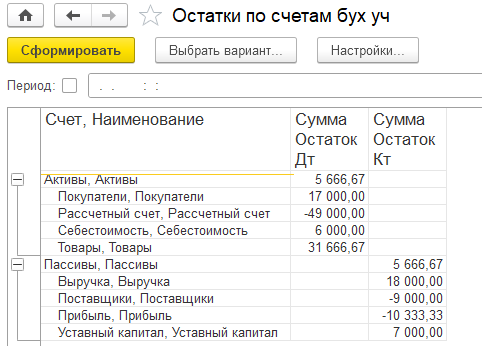 Остатки по счетам бух уч
Сформировать Выбрать вариант... Настройки...
Период: . . : :
Счет, Наименование Сумма Остаток Дт Сумма Остаток Кт
Активы, Активы 5 666,67
Покупатели, Покупатели 17 000,00
Рассчетный счет, Рассчетный счет -49 000,00
Себестоимость, Себестоимость 6 000,00
Товары, Товары 31 666,67
Пассивы, Пассивы 5 666,67
Выручка, Выручка 18 000,00
Поставщики, Поставщики -9 000,00
Прибыль, Прибыль -10 333,33
Уставный капитал, Уставный капитал 7 000,00